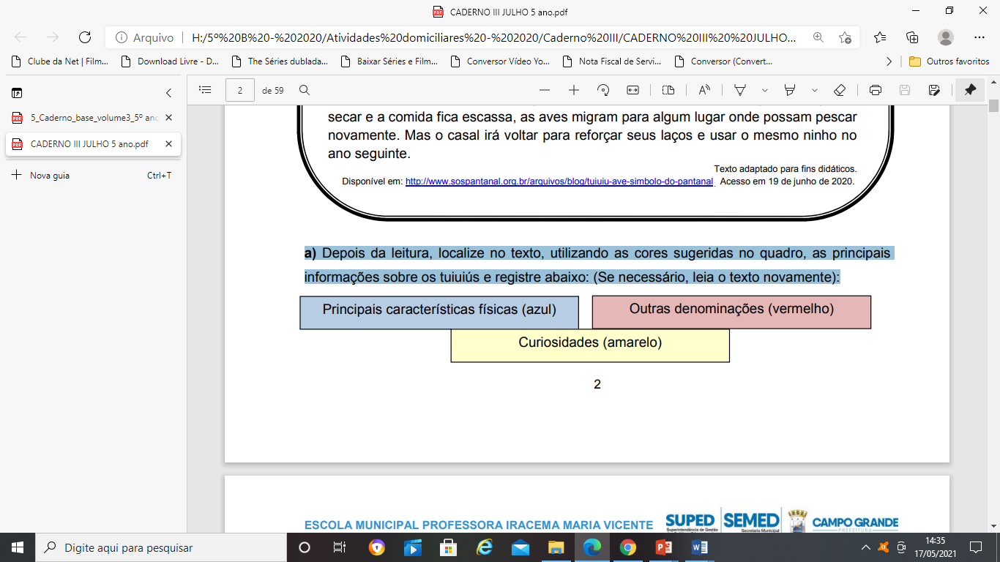 CADERNO III JULHO 5 ano.pdf
Arquivo
H:/5º%20B%20-%202020/Atividades%20domiciliares%20-%202020/Caderno%20III/CADERNO%20III%20%20JULHO...
Clube da Net | Film...
Download Livre - D...
The Séries dublada...
Baixar Séries e Film...
Conversor Vídeo Yo...
Nota Fiscal de Servi...
Conversor (Convert...
Outros favoritos
2 de 59
5_Caderno_base_volume3_5º ano
CADERNO III JULHO 5 ano.pdf
Nova guia Ctrl+T
secar e a comida fica escassa, as aves migram para algum lugar onde possam pescar
novamente. Mas o casal irá voltar para reforçar seus laços e usar o mesmo ninho no
ano seguinte.
Texto adaptado para fins didáticos.
Disponível em: http://www.sospantanal.org.br/arquivos/blog/tuiuiu-ave-simbolo-do-pantanal. Acesso em 19 de junho de 2020.
a) Depois da leitura, localize no texto, utilizando as cores sugeridas no quadro, as principais
informações sobre os tuiuiús e registre abaixo: (Se necessário, leia o texto novamente):
Principais características físicas (azul)
Outras denominações (vermelho)
Curiosidades (amarelo)
2
ESCOLA MUNICIPAL PROFESSORA IRACEMA MARIA VICENTE
SUPED
Superintendência de Gestão
SEMED
Secretaria Municipal
CAMPO GRANDE
PREFEITURA
Digite aqui para pesquisar
14:35
17/05/2021